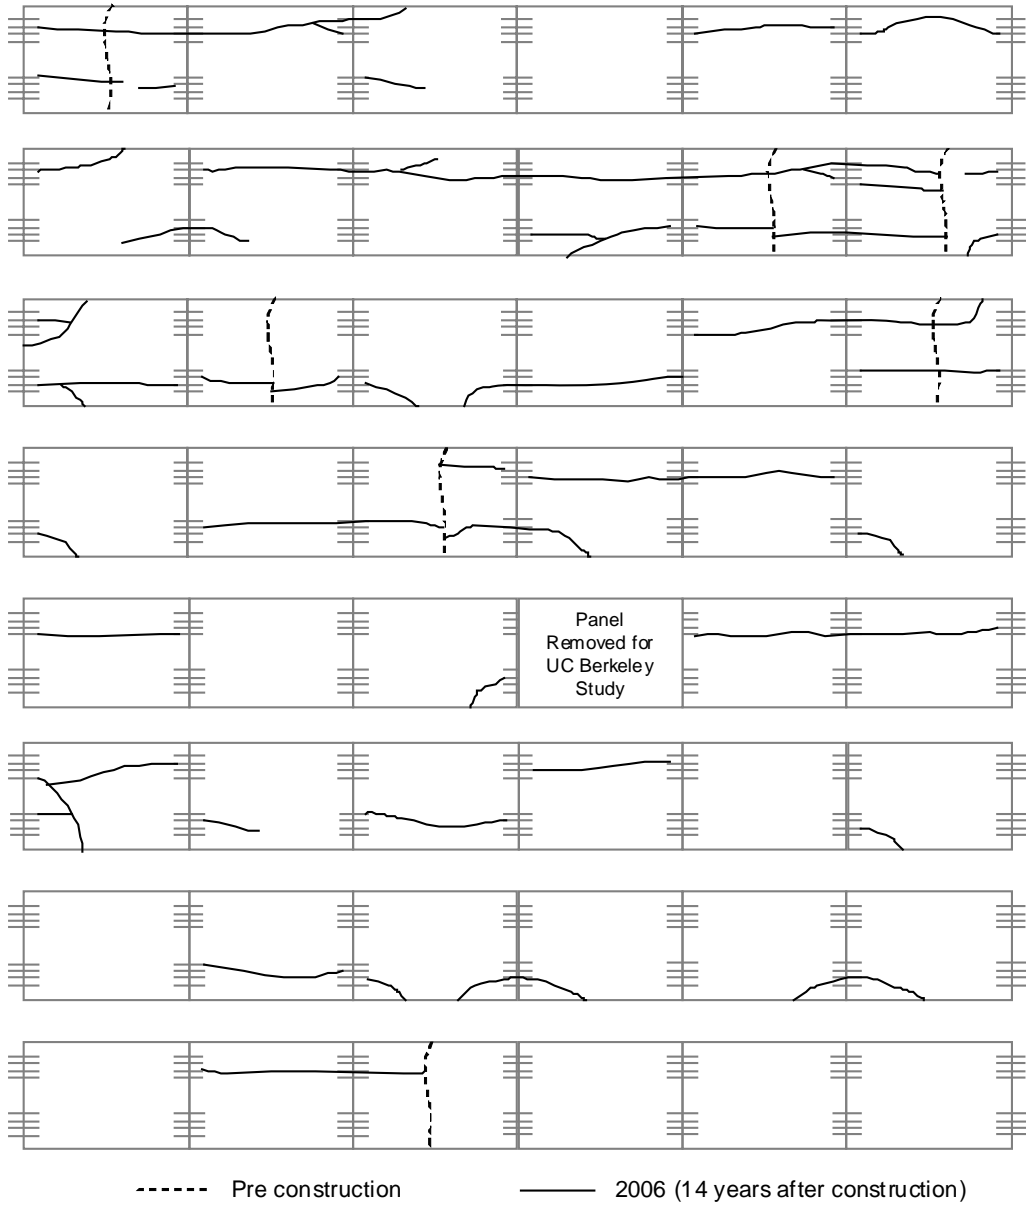 Panel
Removed for
UC Berkeley
Study
Pre construction
2006 (14 years after construction)